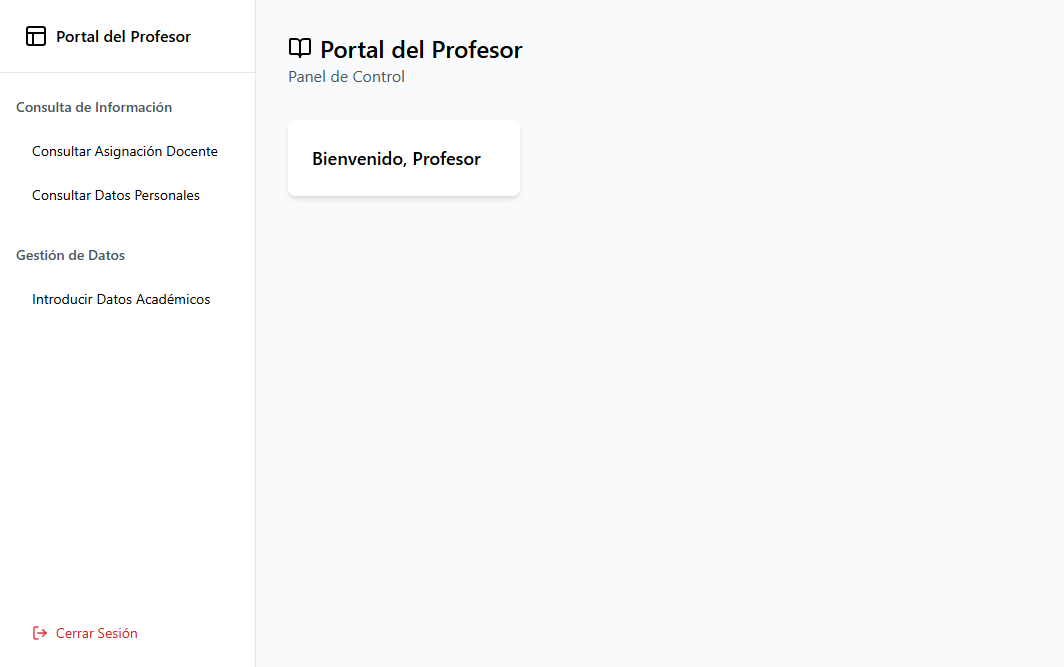 Portal del Profesor
Consulta de Información
Consultar Asignación Docente
Consultar Datos Personales
Gestión de Datos
Introducir Datos Académicos
Cerrar Sesión
Portal del Profesor
Panel de Control
Bienvenido, Profesor